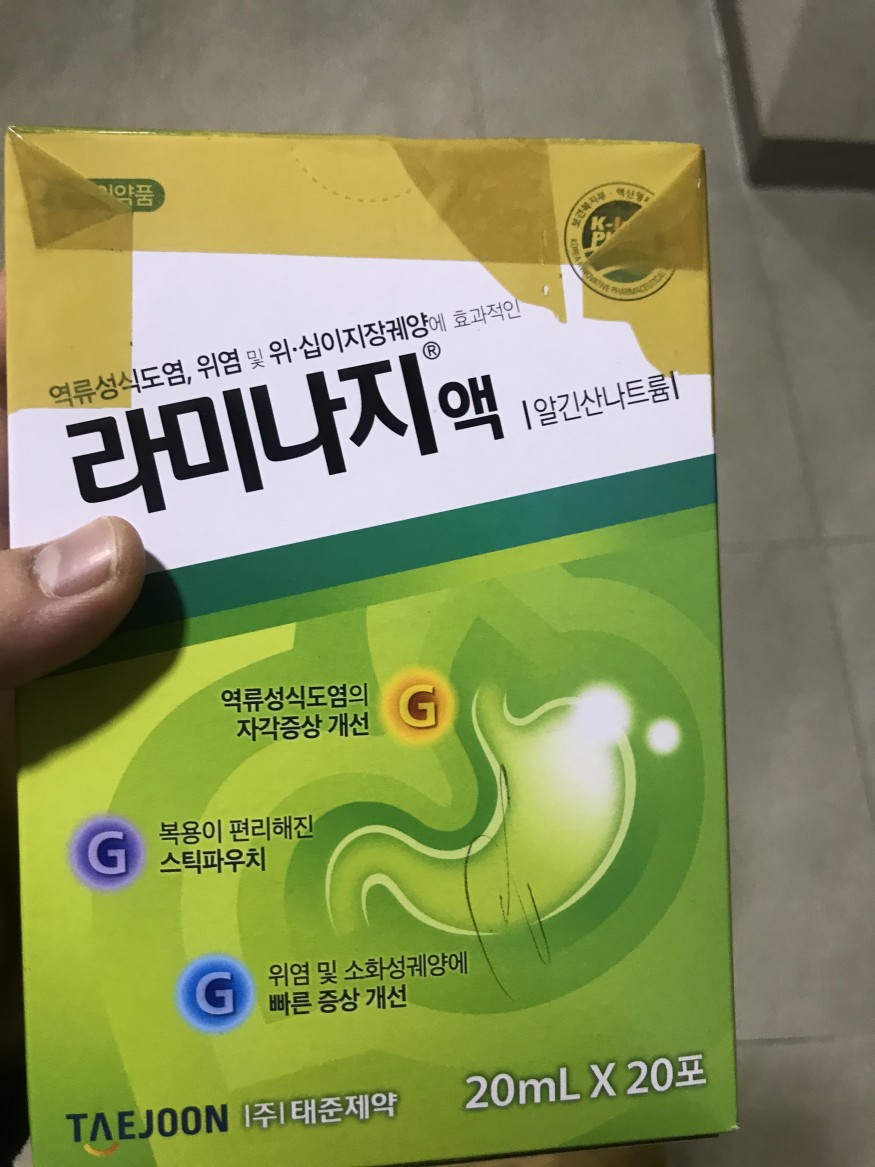 역류성식도염, 위염 및 위·십이지장궤양에 효과적인
라미나지® 액 |알긴산나트륨|
역류성식도염의
자각증상 개선
G
G
복용이 편리해진
스틱파우치
G
위염 및 소화성궤양에
빠른 증상 개선
20mL X 20포
TAEJOON |주|태준제약